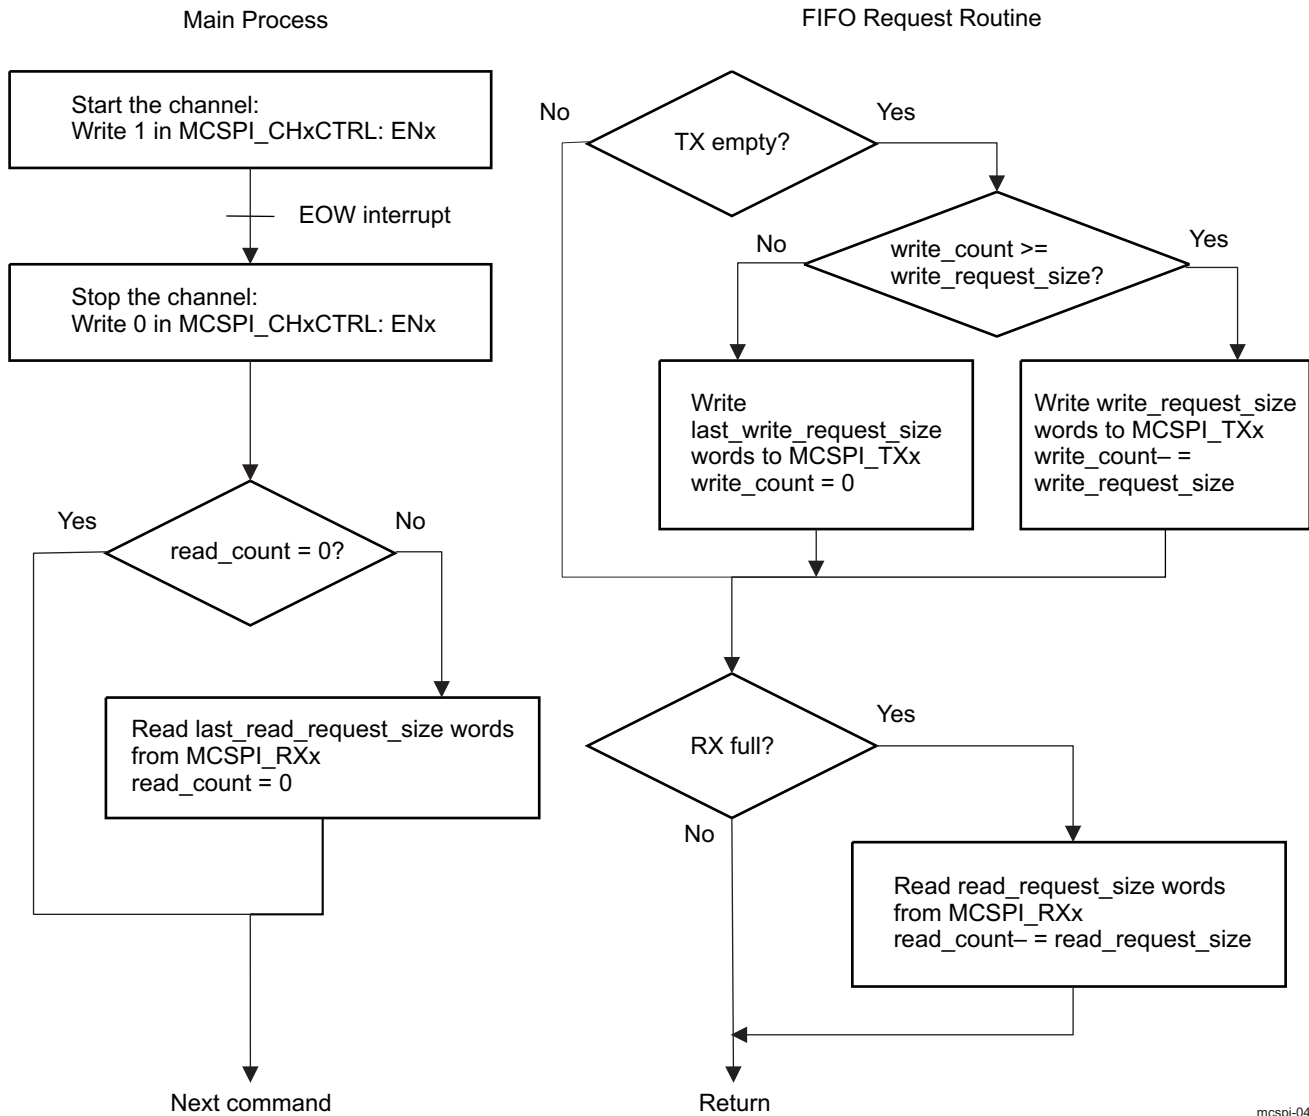 Main Process
Start the channel:
Write 1 in MCSPI_CHxCTRL: ENx
EOW interrupt
Stop the channel:
Write 0 in MCSPI_CHxCTRL: ENx
Yes
No
read_count = 0?
Read last_read_request_size words
from MCSPI_RXx
read_count = 0
Next command
FIFO Request Routine
No
Yes
TX empty?
No
Yes
write_count >=
write_request_size?
Write
last_write_request_size
words to MCSPI_TXx
write_count = 0
Write write_request_size
words to MCSPI_TXx
write_count– =
write_request_size
Yes
RX full?
No
Read read_request_size words
from MCSPI_RXx
read_count– = read_request_size
Return